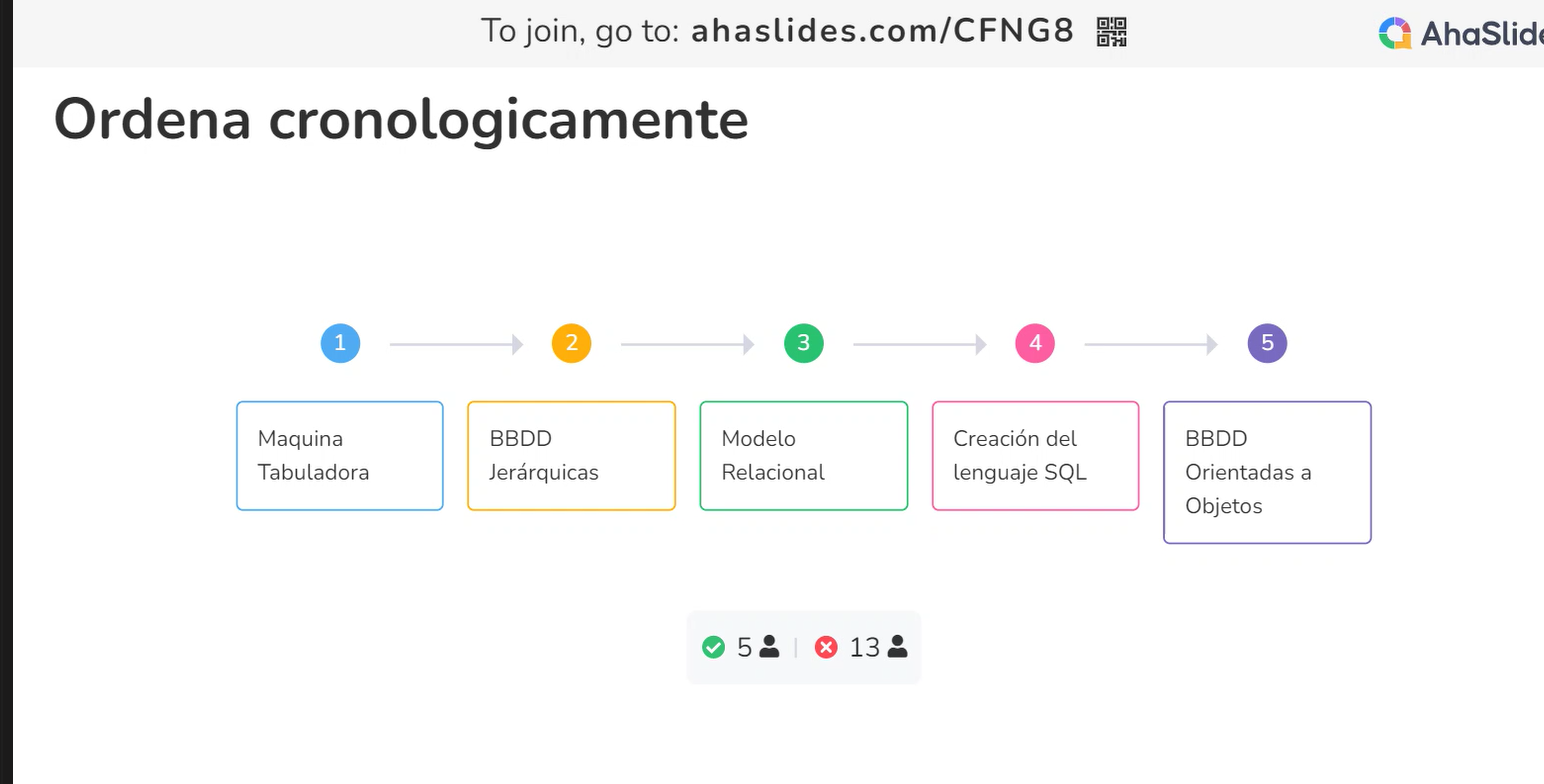 To join, go to: ahaslides.com/CFNG8
AhaSlide
Ordena cronologicamente
1
2
3
4
5
Maquina
Tabuladora
BBDD
Jerárquicas
Modelo
Relacional
Creación del
lenguaje SQL
BBDD
Orientadas a
Objetos
5
13